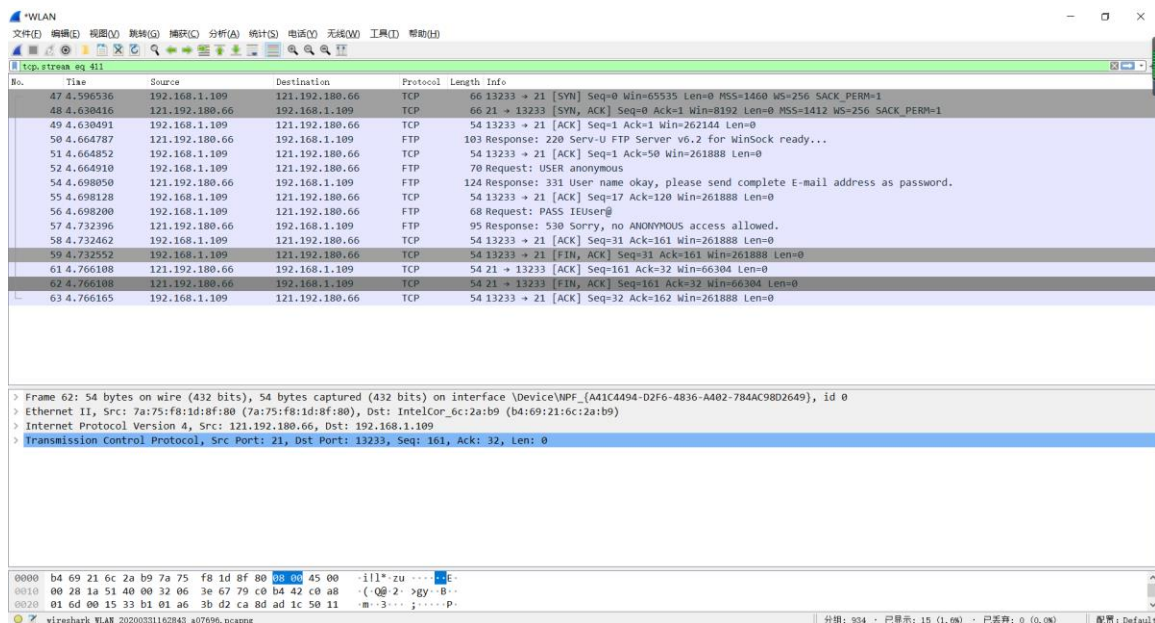 *WLAN
文件(F) 编辑(E) 视图(V) 跳转(G) 捕获(C) 分析(A) 统计(S) 电话(Y) 无线(W) 工具(T) 帮助(H)
tcp.stream eq 411
No. Time Source Destination Protocol Length Info
47 4.596536 192.168.1.109 121.192.180.66 TCP 66 13233 → 21 [SYN] Seq=0 Win=65535 Len=0 MSS=1460 WS=256 SACK_PERM=1
48 4.630416 121.192.180.66 192.168.1.109 TCP 66 21 → 13233 [SYN, ACK] Seq=0 Ack=1 Win=8192 Len=0 MSS=1412 WS=256 SACK_PERM=1
49 4.630491 192.168.1.109 121.192.180.66 TCP 54 13233 → 21 [ACK] Seq=1 Ack=1 Win=262144 Len=0
50 4.664787 121.192.180.66 192.168.1.109 FTP 103 Response: 220 Serv-U FTP Server v6.2 for WinSock ready...
51 4.664852 192.168.1.109 121.192.180.66 TCP 54 13233 → 21 [ACK] Seq=1 Ack=50 Win=261888 Len=0
52 4.664910 192.168.1.109 121.192.180.66 FTP 70 Request: USER anonymous
54 4.698050 121.192.180.66 192.168.1.109 FTP 124 Response: 331 User name okay, please send complete E-mail address as password.
55 4.698128 192.168.1.109 121.192.180.66 TCP 54 13233 → 21 [ACK] Seq=17 Ack=120 Win=261888 Len=0
56 4.698200 192.168.1.109 121.192.180.66 FTP 68 Request: PASS IEUser@
57 4.732396 121.192.180.66 192.168.1.109 FTP 95 Response: 530 Sorry, no ANONYMOUS access allowed.
58 4.732462 192.168.1.109 121.192.180.66 TCP 54 13233 → 21 [ACK] Seq=31 Ack=161 Win=261888 Len=0
59 4.732552 192.168.1.109 121.192.180.66 TCP 54 13233 → 21 [FIN, ACK] Seq=31 Ack=161 Win=261888 Len=0
61 4.766108 121.192.180.66 192.168.1.109 TCP 54 21 → 13233 [ACK] Seq=161 Ack=32 Win=66304 Len=0
62 4.766108 121.192.180.66 192.168.1.109 TCP 54 21 → 13233 [FIN, ACK] Seq=161 Ack=32 Win=66304 Len=0
63 4.766165 192.168.1.109 121.192.180.66 TCP 54 13233 → 21 [ACK] Seq=32 Ack=162 Win=261888 Len=0
> Frame 62: 54 bytes on wire (432 bits), 54 bytes captured (432 bits) on interface \Device\NPF_{A41C4494-D2F6-4836-A402-784AC98D2649}, id 0
> Ethernet II, Src: 7a:75:f8:1d:8f:80 (7a:75:f8:1d:8f:80), Dst: IntelCor_6c:2a:b9 (b4:69:21:6c:2a:b9)
> Internet Protocol Version 4, Src: 121.192.180.66, Dst: 192.168.1.109
> Transmission Control Protocol, Src Port: 21, Dst Port: 13233, Seq: 161, Ack: 32, Len: 0
0000 b4 69 21 6c 2a b9 7a 75 f8 1d 8f 80 08 00 45 00 ·i!l*·zu ······E·
0010 00 28 1a 51 40 00 32 06 3e 67 79 c0 b4 42 c0 a8 ·(·Q@·2· >gy··B··
0020 01 6d 00 15 33 b1 01 a6 3b d2 ca 8d ad 1c 50 11 ·m··3··· ;·····P·
wireshark_WLAN_20200331162843_a07696.pcapng 分组: 934 · 已显示: 15 (1.6%) · 已丢弃: 0 (0.0%) 配置: Default